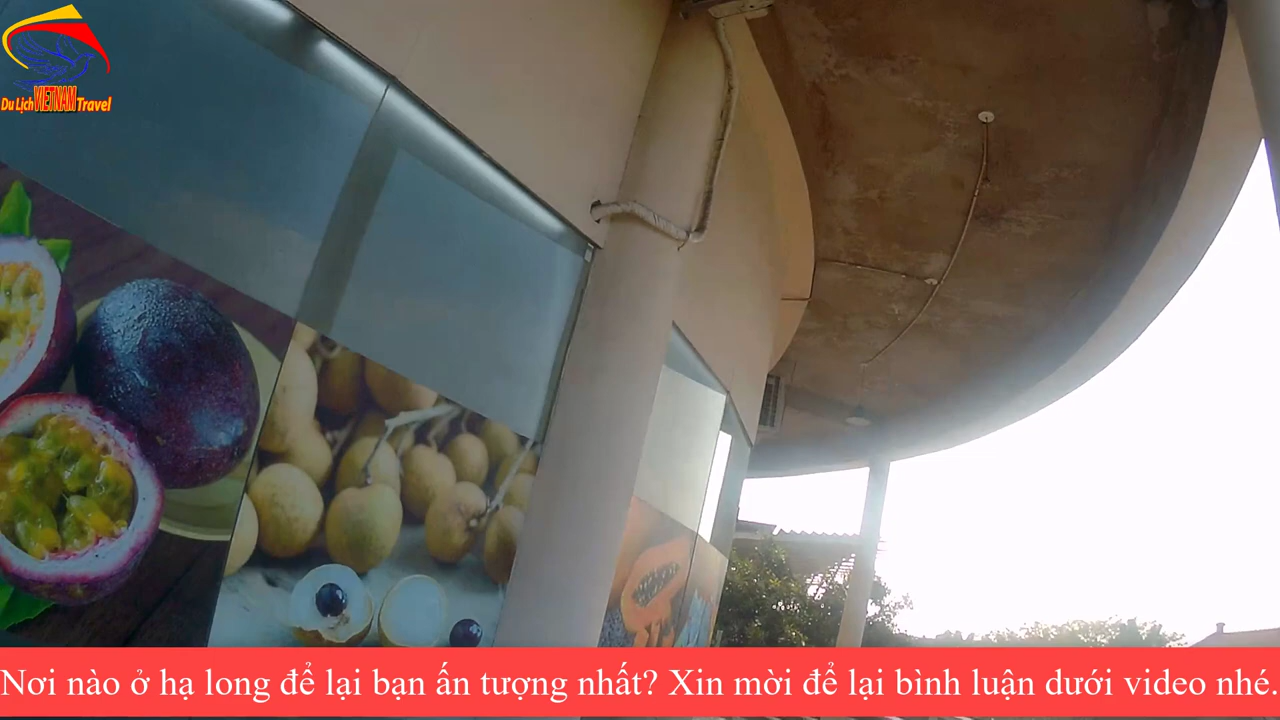 Du Lịch VIETNAM Travel
Nơi nào ở hạ long để lại bạn ấn tượng nhất? Xin mời để lại bình luận dưới video nhé.